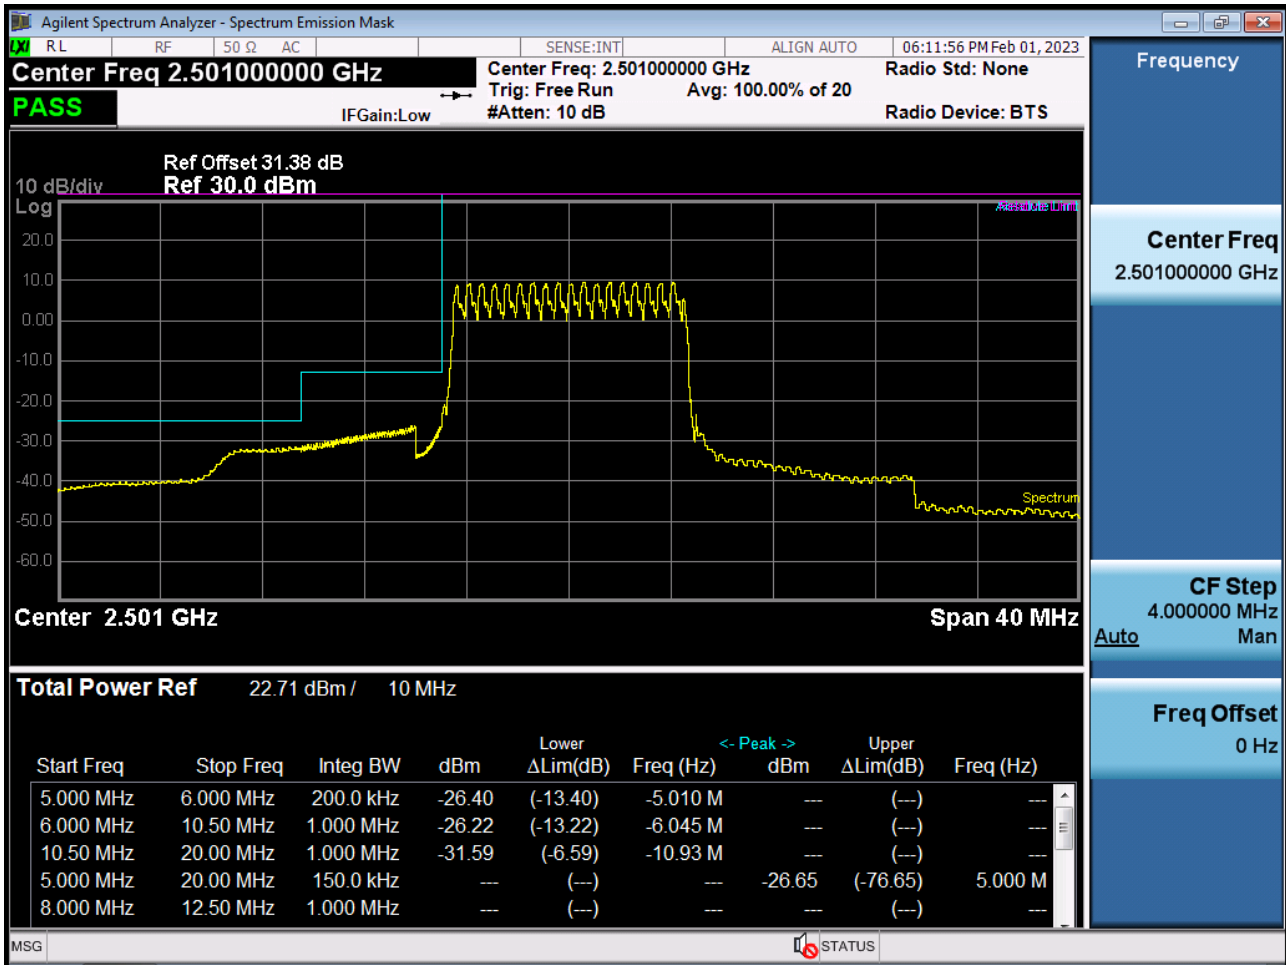 Agilent Spectrum Analyzer - Spectrum Emission Mask
LXI RL RF 50 Ω AC SENSE:INT ALIGN AUTO 06:11:56 PM Feb 01, 2023
Center Freq 2.501000000 GHz
Center Freq: 2.501000000 GHz Radio Std: None
Trig: Free Run Avg: 100.00% of 20
PASS
IFGain:Low #Atten: 10 dB Radio Device: BTS
Ref Offset 31.38 dB
10 dB/div Ref 30.0 dBm
Log
Absolute Limit
20.0
10.0
0.00
-10.0
-20.0
-30.0
-40.0
Spectrum
-50.0
-60.0
Center 2.501 GHz Span 40 MHz
Total Power Ref 22.71 dBm / 10 MHz
Lower <- Peak -> Upper
Start Freq Stop Freq Integ BW dBm ΔLim(dB) Freq (Hz) dBm ΔLim(dB) Freq (Hz)
5.000 MHz 6.000 MHz 200.0 kHz -26.40 (-13.40) -5.010 M --- (---) ---
6.000 MHz 10.50 MHz 1.000 MHz -26.22 (-13.22) -6.045 M --- (---) ---
10.50 MHz 20.00 MHz 1.000 MHz -31.59 (-6.59) -10.93 M --- (---) ---
5.000 MHz 20.00 MHz 150.0 kHz --- (---) --- -26.65 (-76.65) 5.000 M
8.000 MHz 12.50 MHz 1.000 MHz --- (---) --- --- (---) ---
MSG STATUS
Frequency
Center Freq
2.501000000 GHz
CF Step
4.000000 MHz
Auto Man
Freq Offset
0 Hz